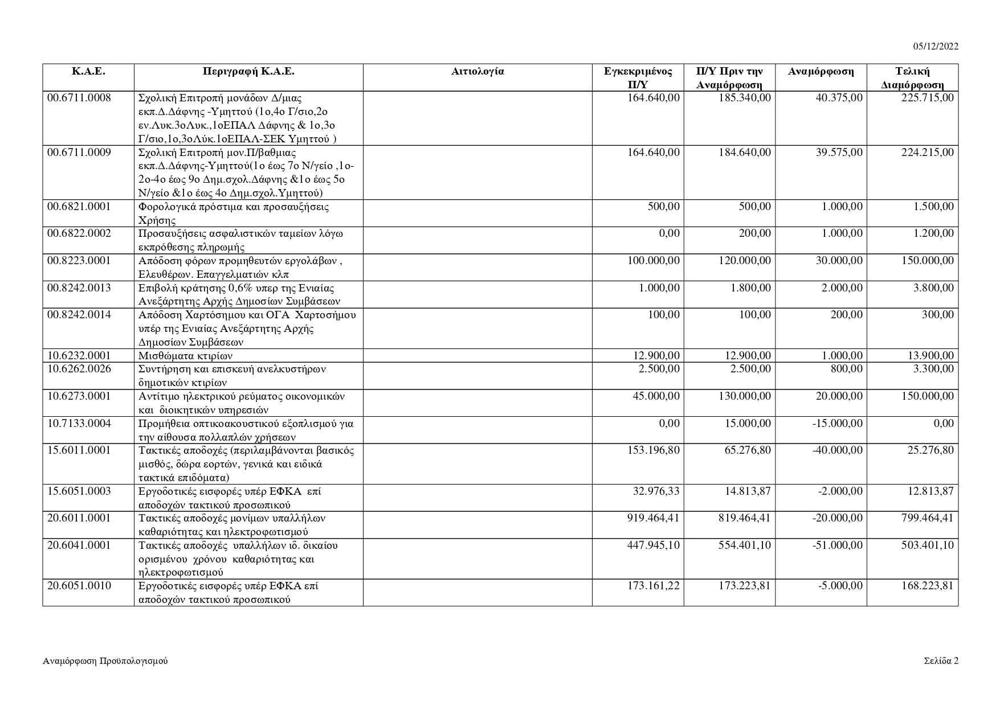 05/12/2022
Κ.Α.Ε. Περιγραφή Κ.Α.Ε. Αιτιολογία Εγκεκριμένος Π/Υ Πριν την Αναμόρφωση Τελική
Π/Υ Αναμόρφωση Διαμόρφωση
00.6711.0008 Σχολική Επιτροπή μονάδων Δ/μιας 164.640,00 185.340,00 40.375,00 225.715,00
εκπ.Δ.Δάφνης -Υμηττού (1ο,4ο Γ/σιο,2ο
εν.Λυκ.3οΛυκ.,1οΕΠΑΛ Δάφνης & 1ο,3ο
Γ/σιο,1ο,3οΛύκ.1οΕΠΑΛ-ΣΕΚ Υμηττού )
00.6711.0009 Σχολική Επιτροπή μον.Π/βαθμιας 164.640,00 184.640,00 39.575,00 224.215,00
εκπ.Δ.Δάφνης-Υμηττού(1ο έως 7ο Ν/γείο ,1ο-
2ο-4ο έως 9ο Δημ.σχολ.Δάφνης &1ο έως 5ο
Ν/γείο &1ο έως 4ο Δημ.σχολ.Υμηττού)
00.6821.0001 Φορολογικά πρόστιμα και προσαυξήσεις 500,00 500,00 1.000,00 1.500,00
Χρήσης
00.6822.0002 Προσαυξήσεις ασφαλιστικών ταμείων λόγω 0,00 200,00 1.000,00 1.200,00
εκπρόθεσης πληρωμής
00.8223.0001 Απόδοση φόρων προμηθευτών εργολάβων , 100.000,00 120.000,00 30.000,00 150.000,00
Ελευθέρων. Επαγγελματιών κλπ
00.8242.0013 Επιβολή κράτησης 0,6% υπερ της Ενιαίας 1.000,00 1.800,00 2.000,00 3.800,00
Ανεξάρτητης Αρχής Δημοσίων Συμβάσεων
00.8242.0014 Απόδοση Χαρτόσημου και ΟΓΑ  Χαρτοσήμου 100,00 100,00 200,00 300,00
υπέρ της Ενιαίας Ανεξάρτητης Αρχής
Δημοσίων Συμβάσεων
10.6232.0001 Μισθώματα κτιρίων 12.900,00 12.900,00 1.000,00 13.900,00
10.6262.0026 Συντήρηση και επισκευή ανελκυστήρων 2.500,00 2.500,00 800,00 3.300,00
δημοτικών κτιρίων
10.6273.0001 Αντίτιμο ηλεκτρικού ρεύματος οικονομικών 45.000,00 130.000,00 20.000,00 150.000,00
και  διοικητικών υπηρεσιών
10.7133.0004 Προμήθεια οπτικοακουστικού εξοπλισμού για 0,00 15.000,00 -15.000,00 0,00
την αίθουσα πολλαπλών χρήσεων
15.6011.0001 Τακτικές αποδοχές (περιλαμβάνονται βασικός 153.196,80 65.276,80 -40.000,00 25.276,80
μισθός, δώρα εορτών, γενικά και ειδικά
τακτικά επιδόματα)
15.6051.0003 Εργοδοτικές εισφορές υπέρ ΕΦΚΑ  επί 32.976,33 14.813,87 -2.000,00 12.813,87
αποδοχών τακτικού προσωπικού
20.6011.0001 Τακτικές αποδοχές μονίμων υπαλλήλων 919.464,41 819.464,41 -20.000,00 799.464,41
καθαριότητας και ηλεκτροφωτισμού
20.6041.0001 Τακτικές αποδοχές  υπαλλήλων ιδ. δικαίου 447.945,10 554.401,10 -51.000,00 503.401,10
ορισμένου  χρόνου  καθαριότητας και
ηλεκτροφωτισμού
20.6051.0010 Εργοδοτικές εισφορές υπέρ ΕΦΚΑ επί 173.161,22 173.223,81 -5.000,00 168.223,81
αποδοχών τακτικού προσωπικού
Αναμόρφωση Προϋπολογισμού Σελίδα 2